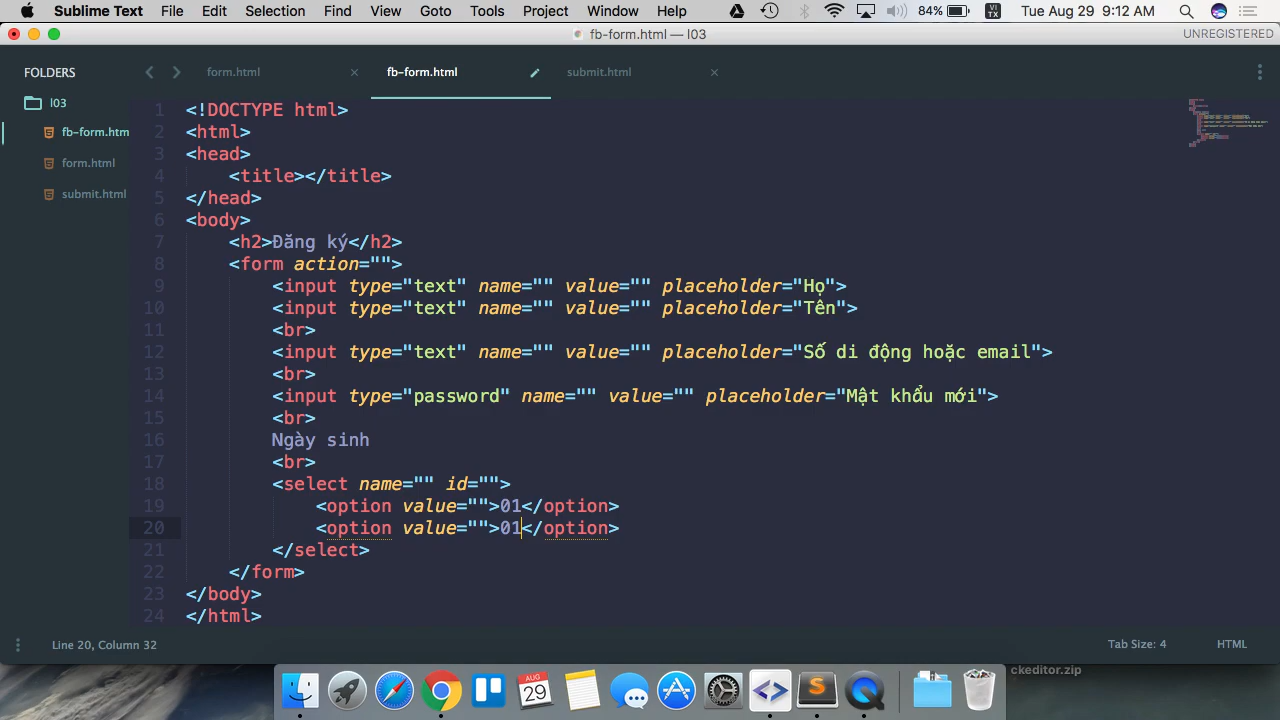 Sublime Text File Edit Selection Find View Goto Tools Project Window Help 84% VI TX Tue Aug 29 9:12 AM
fb-form.html — l03 UNREGISTERED
FOLDERS form.html fb-form.html submit.html
l03
fb-form.htm
form.html
submit.html
1 <!DOCTYPE html>
2 <html>
3 <head>
4 <title></title>
5 </head>
6 <body>
7 <h2>Đăng ký</h2>
8 <form action="">
9 <input type="text" name="" value="" placeholder="Họ">
10 <input type="text" name="" value="" placeholder="Tên">
11 <br>
12 <input type="text" name="" value="" placeholder="Số di động hoặc email">
13 <br>
14 <input type="password" name="" value="" placeholder="Mật khẩu mới">
15 <br>
16 Ngày sinh
17 <br>
18 <select name="" id="">
19 <option value="">01</option>
20 <option value="">01</option>
21 </select>
22 </form>
23 </body>
24 </html>
Line 20, Column 32 Tab Size: 4 HTML
ckeditor.zip
AUG
29